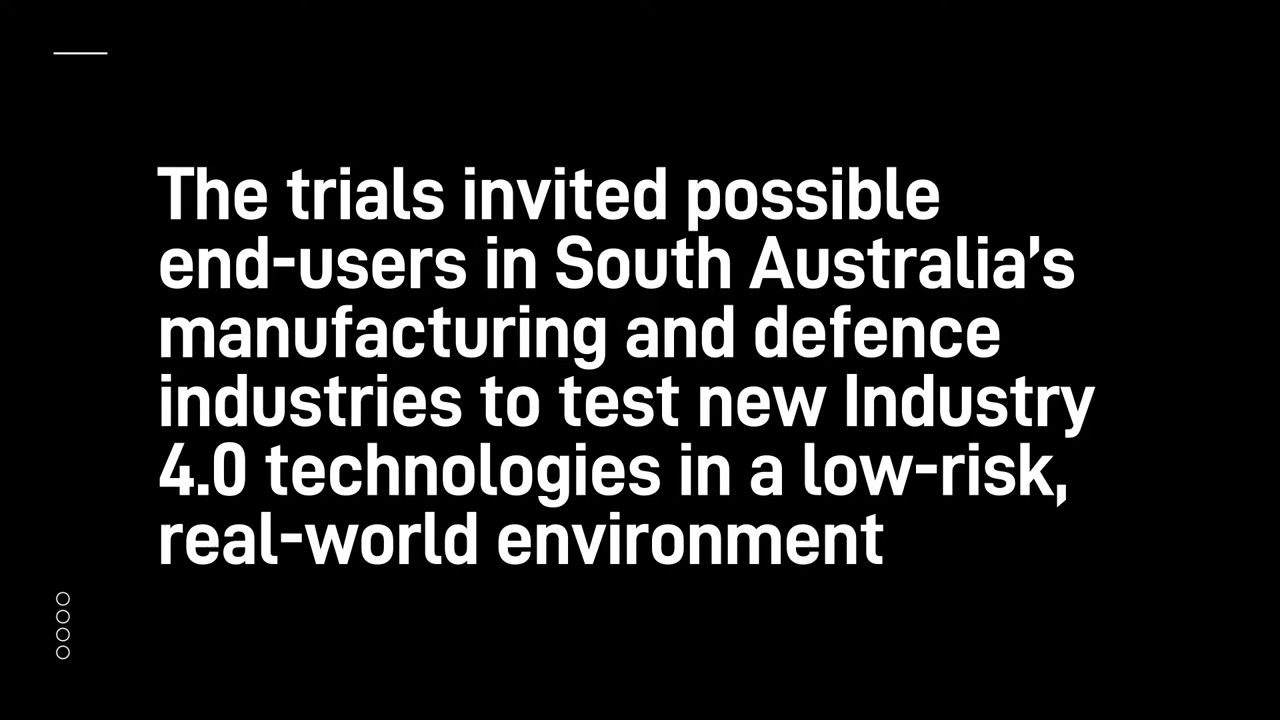 The trials invited possible
end-users in South Australia's
manufacturing and defence
industries to test new Industry
4.0 technologies in a low-risk,
real-world environment